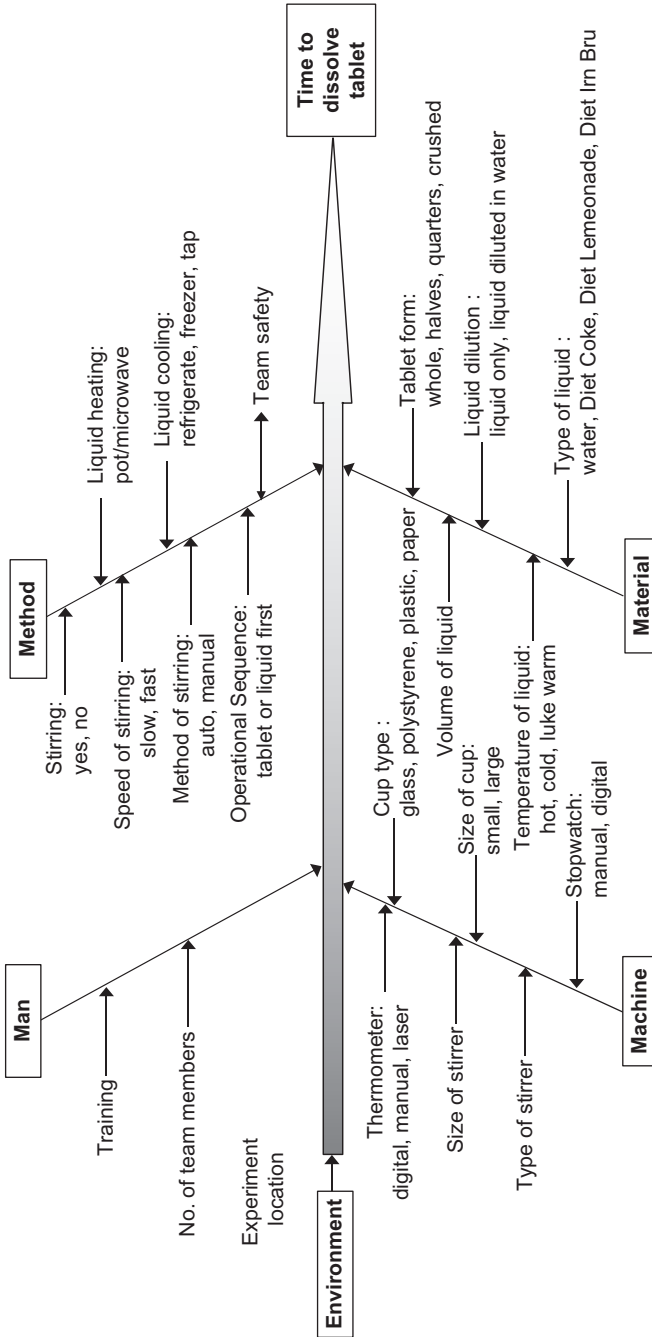 Man
Training
No. of team members
Experiment
location
Environment
Method
Stirring:
yes, no
Speed of stirring:
slow, fast
Method of stirring:
auto, manual
Operational Sequence:
tablet or liquid first
Liquid heating:
pot/microwave
Liquid cooling:
refrigerate, freezer, tap
Team safety
Time to
dissolve
tablet
Thermometer:
digital, manual, laser
Size of stirrer
Type of stirrer
Cup type :
glass, polystyrene, plastic, paper
Size of cup:
small, large
Stopwatch:
manual, digital
Machine
Volume of liquid
Temperature of liquid:
hot, cold, luke warm
Tablet form:
whole, halves, quarters, crushed
Liquid dilution :
liquid only, liquid diluted in water
Type of liquid :
water, Diet Coke, Diet Lemeonade, Diet Irn Bru
Material